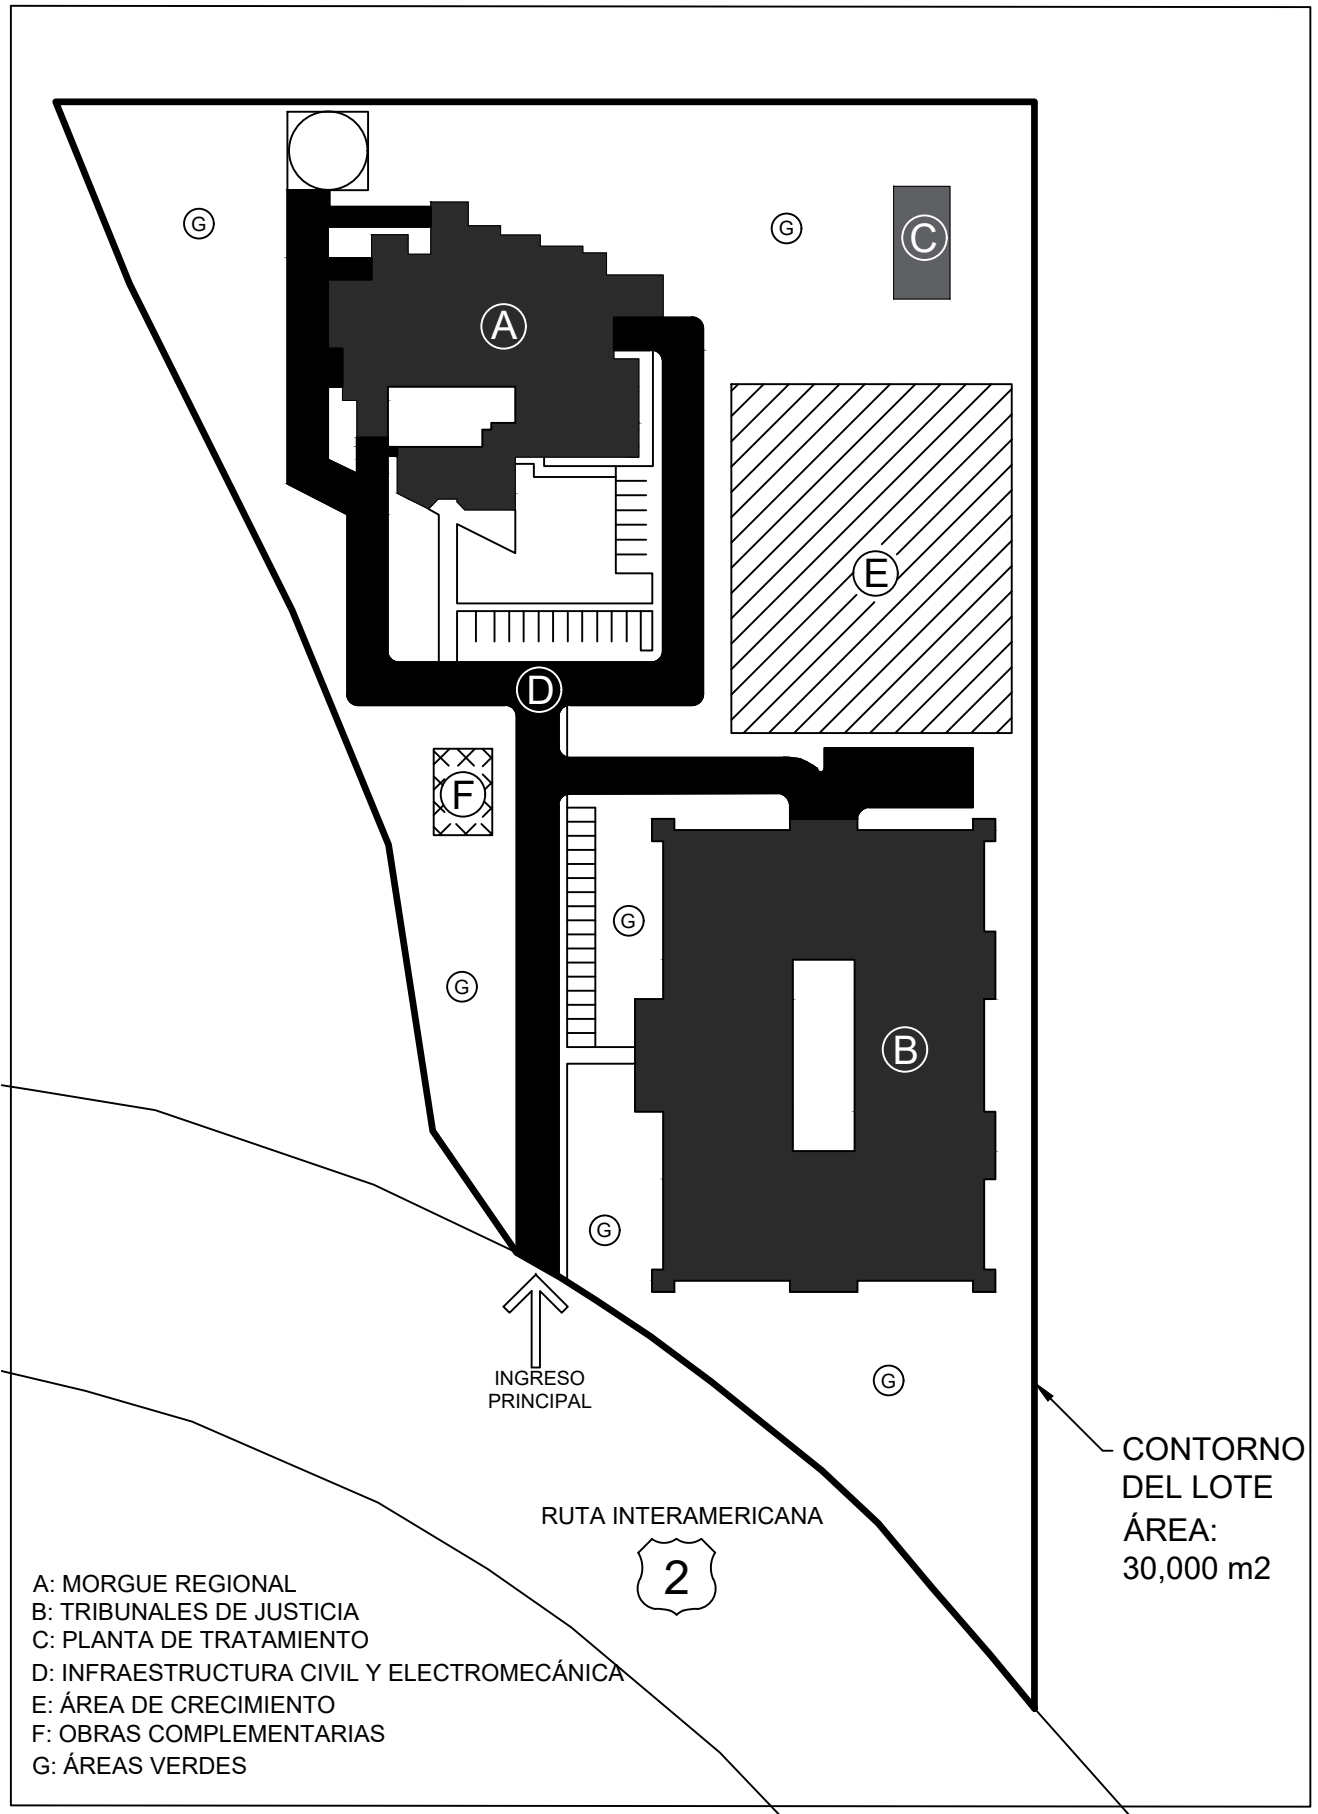 G
G
C
A
E
D
F
G
G
B
G
INGRESO
PRINCIPAL
G
CONTORNO
DEL LOTE
ÁREA:
30,000 m2
RUTA INTERAMERICANA
2
A: MORGUE REGIONAL
B: TRIBUNALES DE JUSTICIA
C: PLANTA DE TRATAMIENTO
D: INFRAESTRUCTURA CIVIL Y ELECTROMECÁNICA
E: ÁREA DE CRECIMIENTO
F: OBRAS COMPLEMENTARIAS
G: ÁREAS VERDES